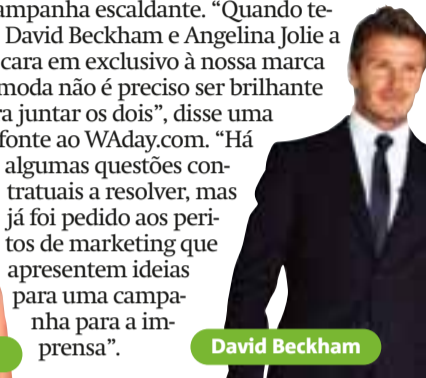 ampanha escaldante. “Quando te-
David Beckham e Angelina Jolie a
cara em exclusivo à nossa marca
moda não é preciso ser brilhante
ra juntar os dois”, disse uma
fonte ao WAday.com. “Há
algumas questões con-
tratuais a resolver, mas
já foi pedido aos peri-
tos de marketing que
apresentem ideias
para uma campa-
nha para a im-
prensa”.
David Beckham